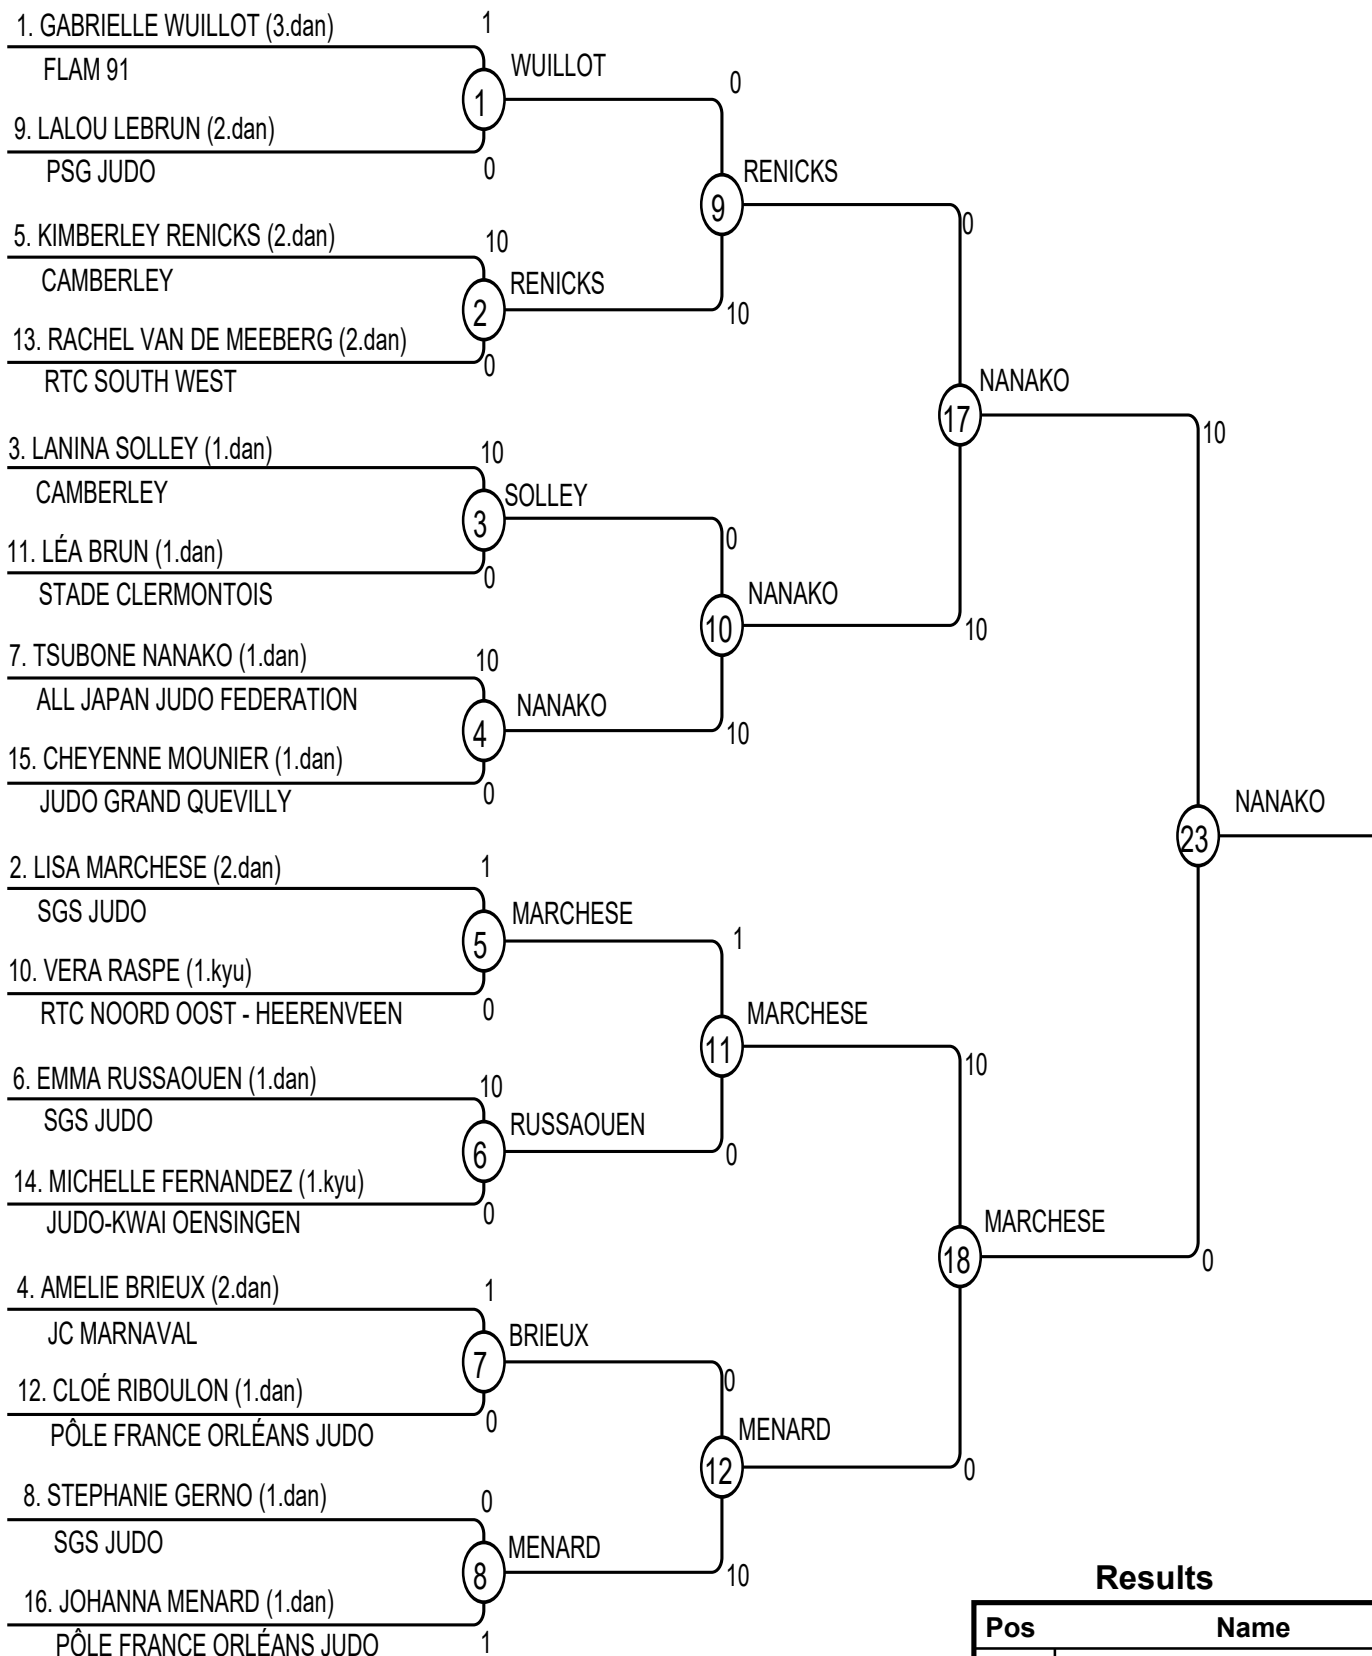 1. GABRIELLE WUILLOT (3.dan)
1
FLAM 91
1
WUILLOT
0
9. LALOU LEBRUN (2.dan)
PSG JUDO
0
9
RENICKS
0
5. KIMBERLEY RENICKS (2.dan)
10
CAMBERLEY
2
RENICKS
10
13. RACHEL VAN DE MEEBERG (2.dan)
RTC SOUTH WEST
0
17
NANAKO
10
3. LANINA SOLLEY (1.dan)
10
CAMBERLEY
3
SOLLEY
0
11. LÉA BRUN (1.dan)
STADE CLERMONTOIS
0
10
NANAKO
10
7. TSUBONE NANAKO (1.dan)
10
ALL JAPAN JUDO FEDERATION
4
NANAKO
10
15. CHEYENNE MOUNIER (1.dan)
JUDO GRAND QUEVILLY
0
23
NANAKO
2. LISA MARCHESE (2.dan)
1
SGS JUDO
5
MARCHESE
1
10. VERA RASPE (1.kyu)
RTC NOORD OOST - HEERENVEEN
0
11
MARCHESE
10
6. EMMA RUSSAOUEN (1.dan)
10
SGS JUDO
6
RUSSAOUEN
0
14. MICHELLE FERNANDEZ (1.kyu)
JUDO-KWAI OENSINGEN
0
18
MARCHESE
0
4. AMELIE BRIEUX (2.dan)
1
JC MARNAVAL
7
BRIEUX
0
12. CLOÉ RIBOULON (1.dan)
PÔLE FRANCE ORLÉANS JUDO
0
12
MENARD
0
8. STEPHANIE GERNO (1.dan)
0
SGS JUDO
8
MENARD
10
16. JOHANNA MENARD (1.dan)
PÔLE FRANCE ORLÉANS JUDO
1
Results
Pos Name